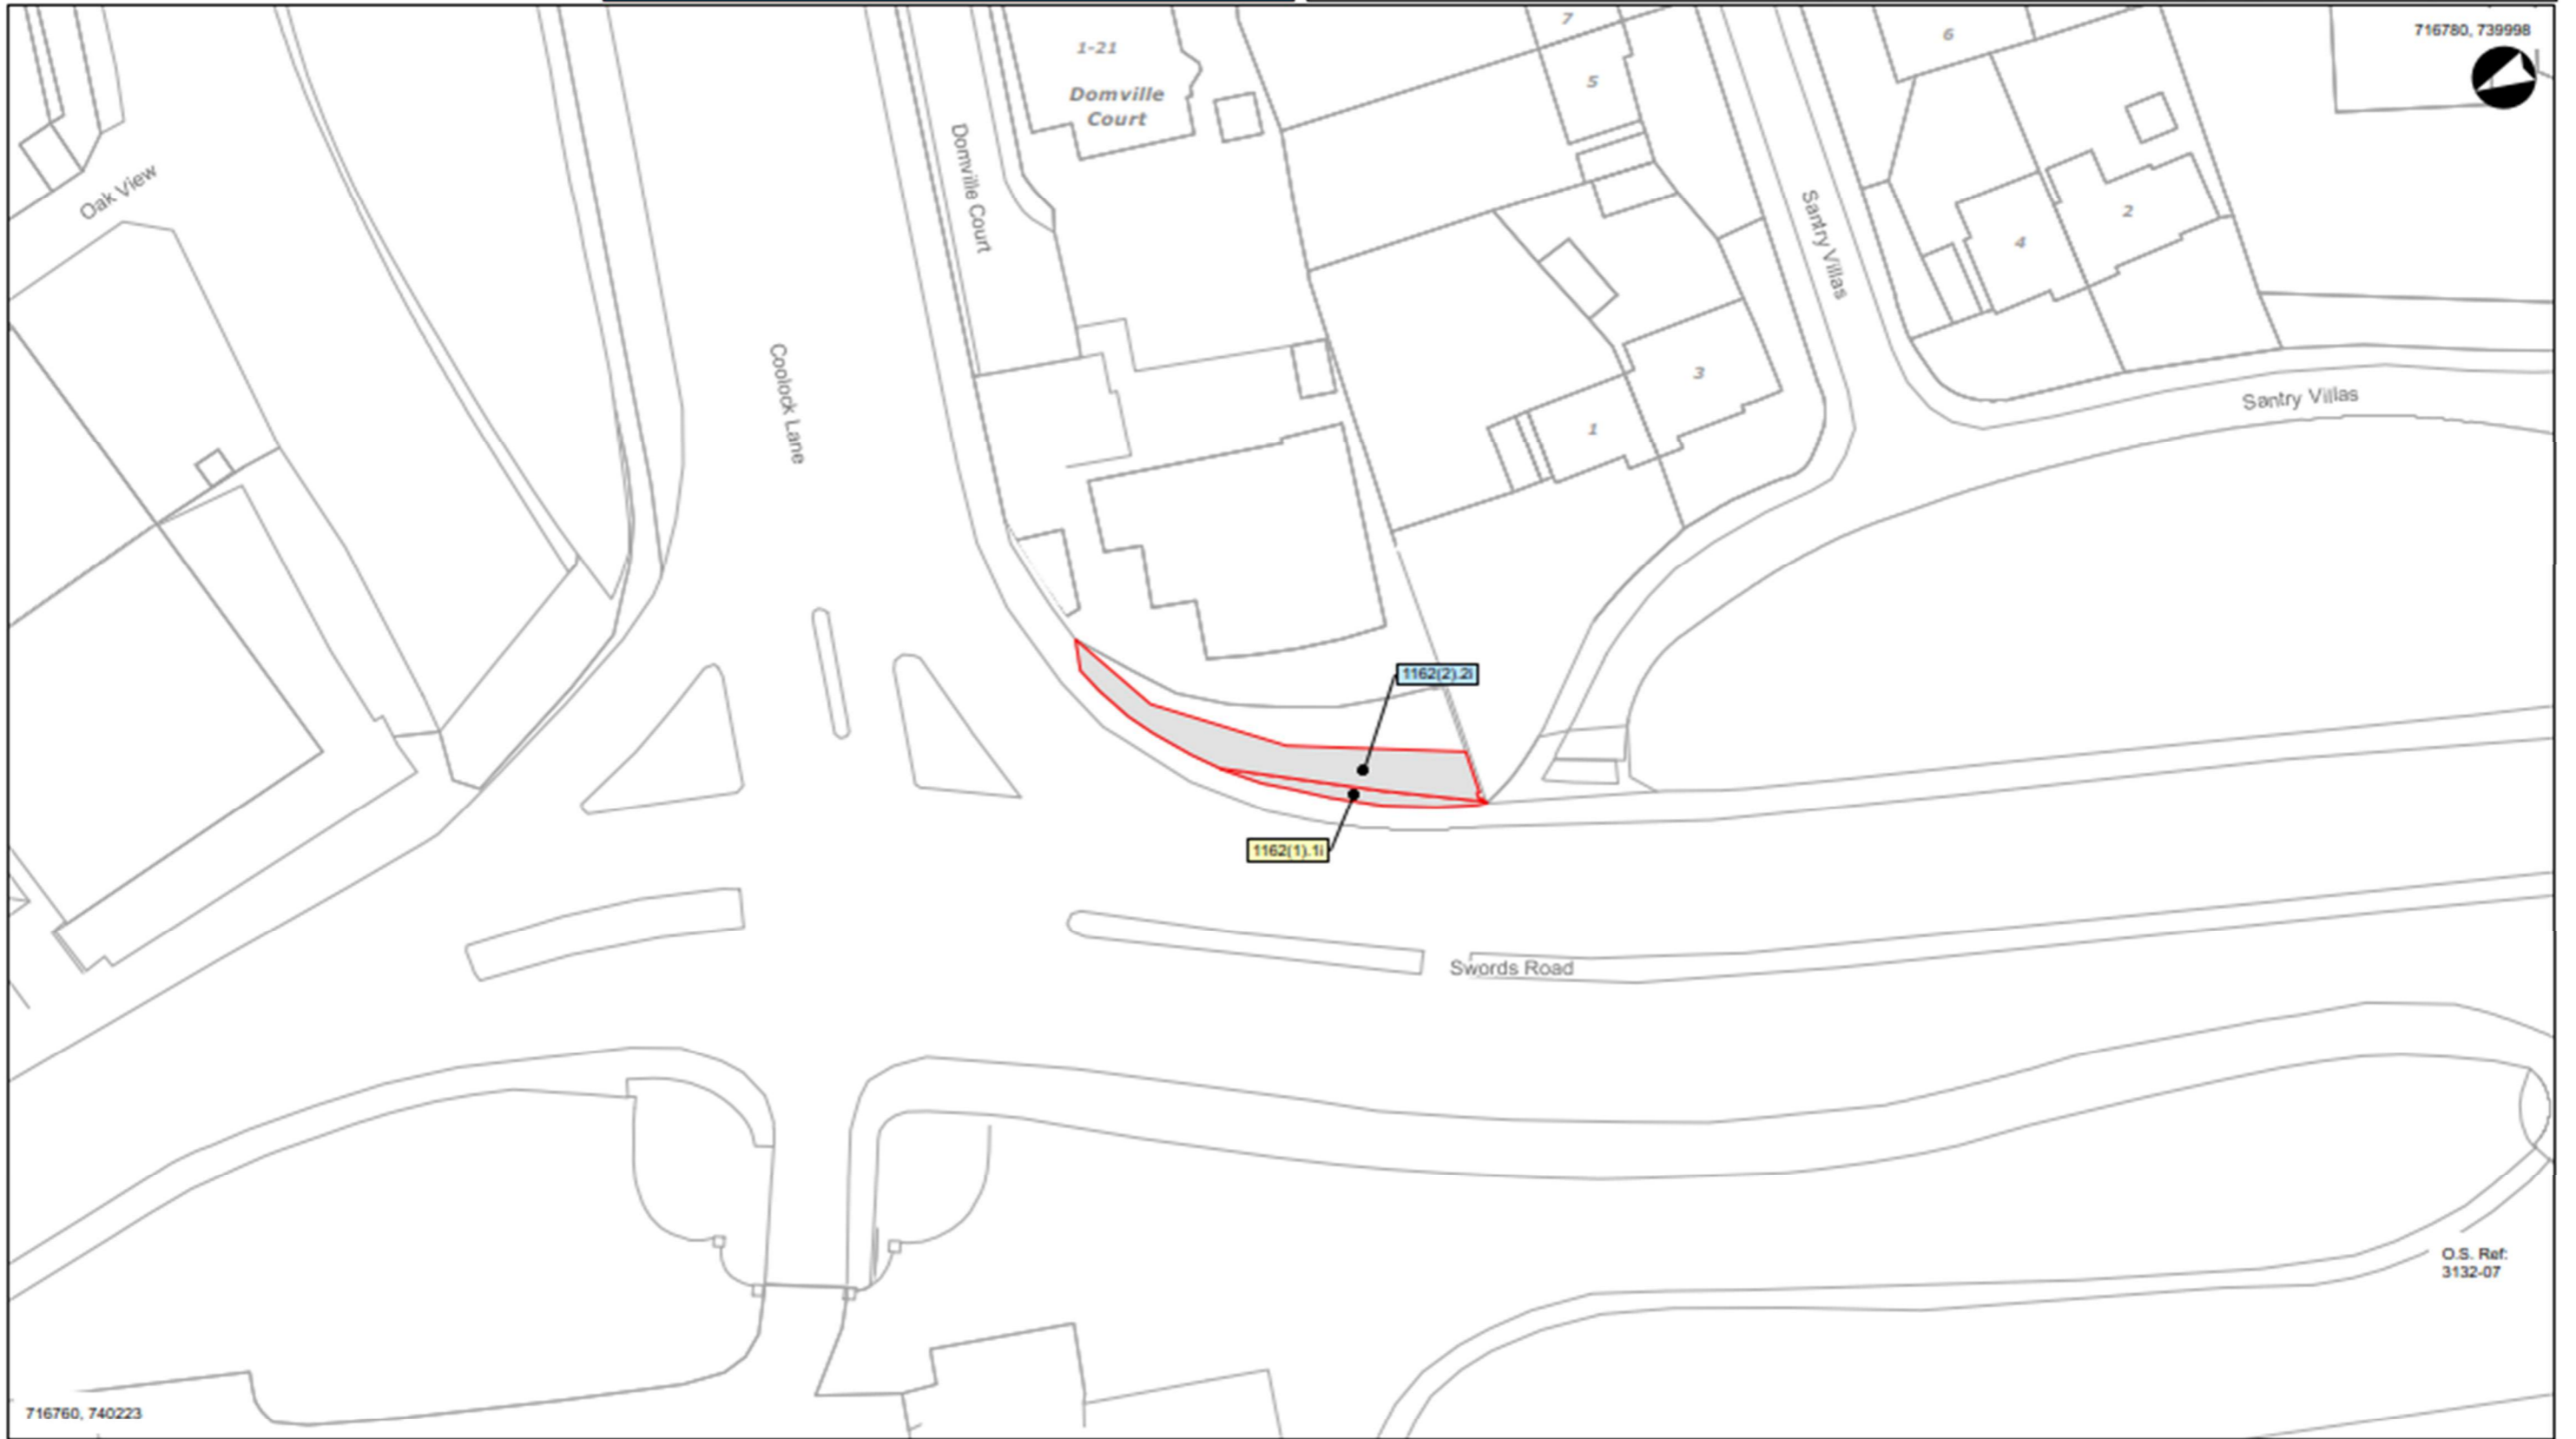 7
716780, 739998
6
1-21
5
Domville
Court
Domville Court
Oak View
Santry Villas
2
4
Coolock Lane
3
Santry Villas
1
1162(2).2i
1162(1).1i
Swords Road
O.S. Ref:
3132-07
716760, 740223